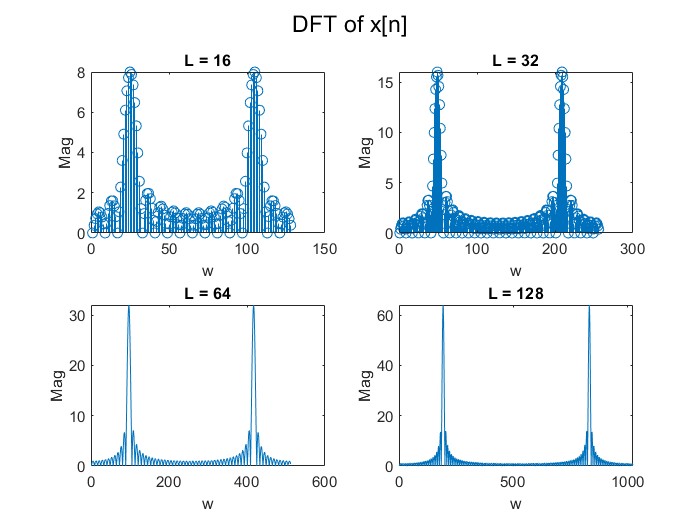 DFT of x[n]
L = 16
8
6
4
2
0
Mag
0 50 100 150
w
L = 32
15
10
5
0
Mag
0 100 200 300
w
L = 64
30
20
10
0
Mag
0 200 400 600
w
L = 128
60
40
20
0
Mag
0 500 1000
w